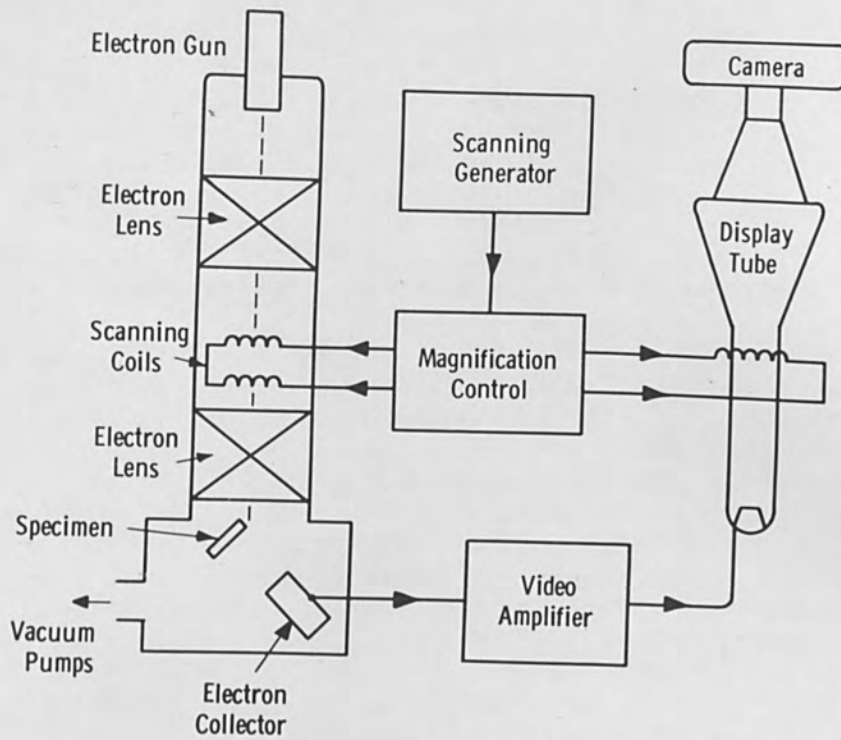 Electron Gun
Camera
Scanning
Generator
Electron
Lens
Display
Tube
Scanning
Coils
Magnification
Control
Electron
Lens
Specimen
Video
Amplifier
Vacuum
Pumps
Electron
Collector